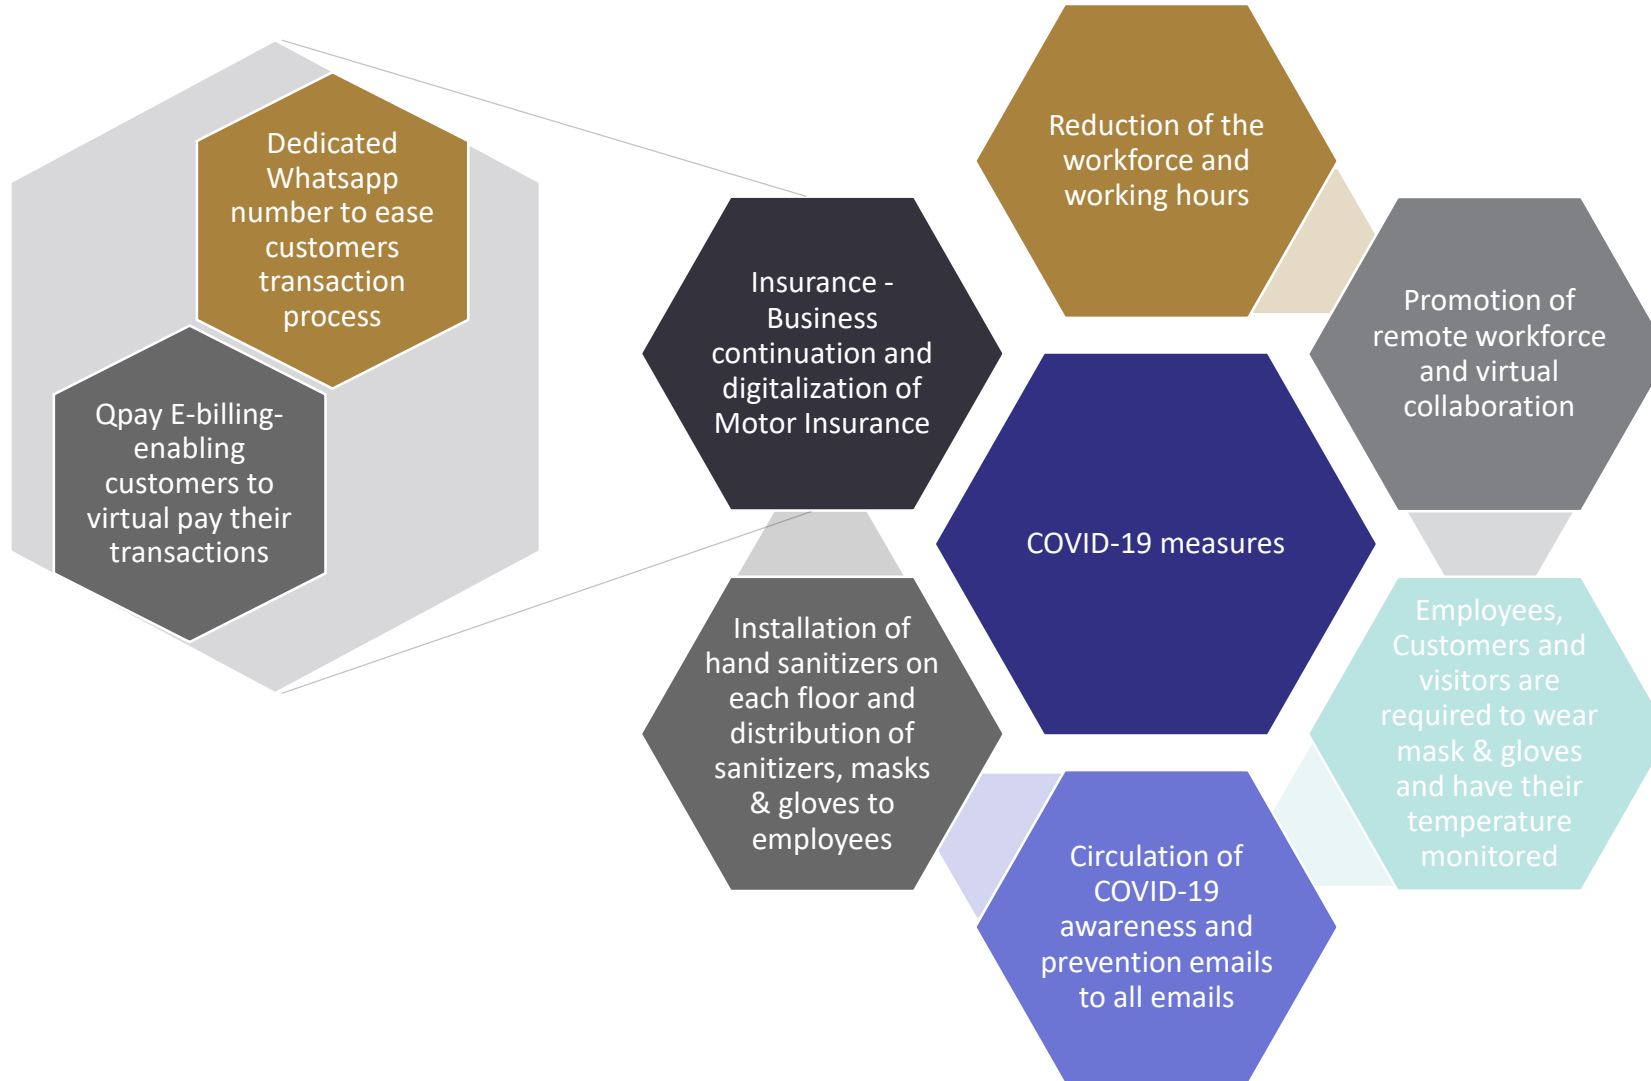 Dedicated
Whatsapp
number to ease
customers
transaction
process
Qpay E-billing-
enabling
customers to
virtual pay their
transactions
Reduction of the
workforce and
working hours
Promotion of
remote workforce
and virtual
collaboration
Employees,
Customers and
visitors are
required to wear
mask & gloves
and have their
temperature
monitored
Circulation of
COVID-19
awareness and
prevention emails
to all emails
Installation of
hand sanitizers on
each floor and
distribution of
sanitizers, masks
& gloves to
employees
Insurance -
Business
continuation and
digitalization of
Motor Insurance
COVID-19 measures